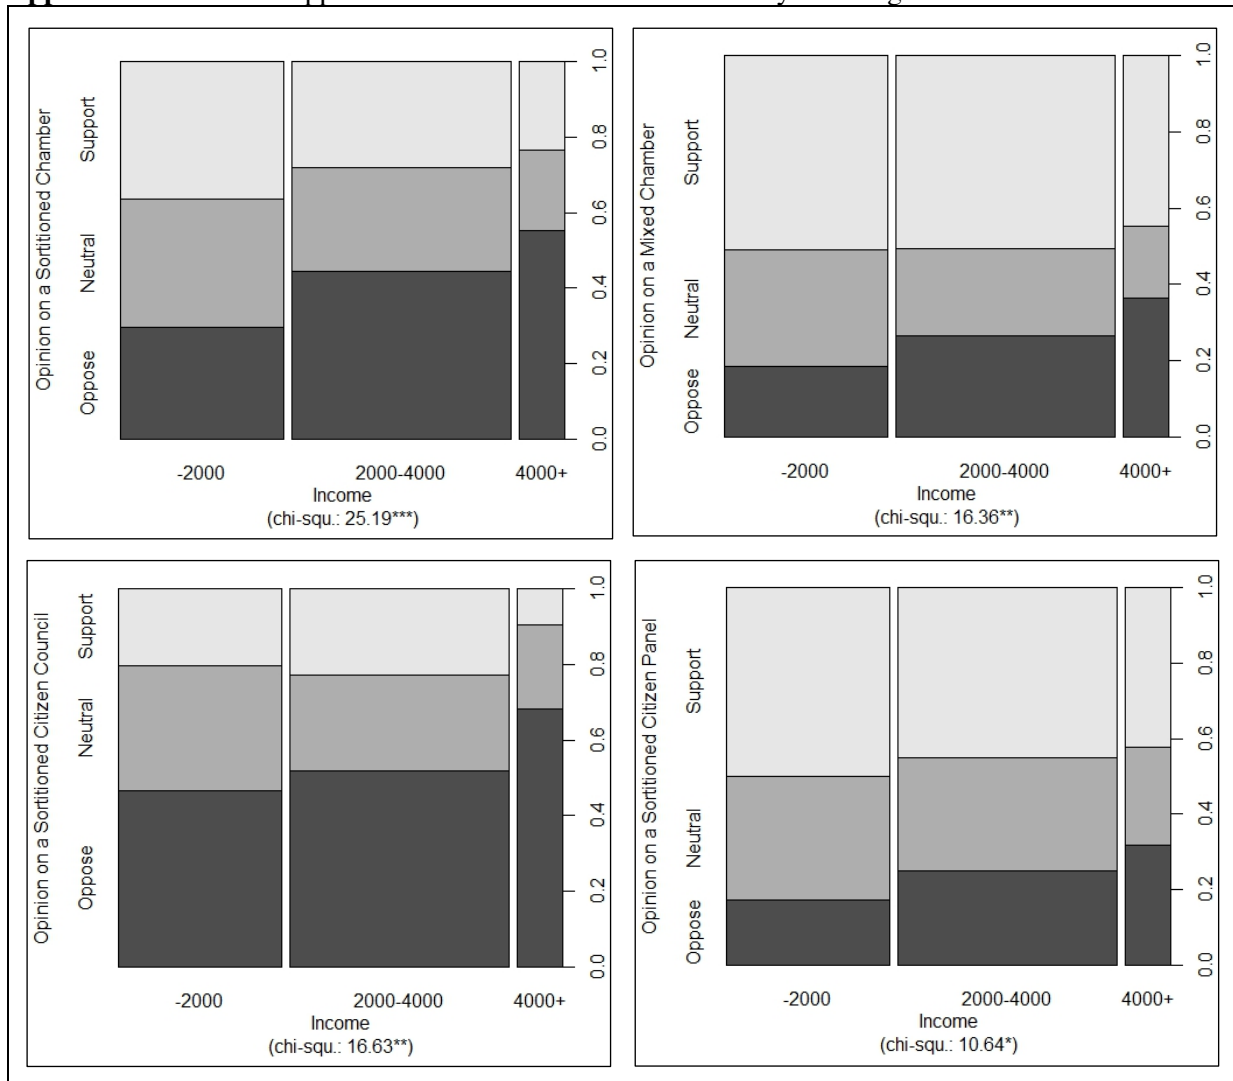 Opinion on a Sortitioned Chamber
Support
Neutral
Oppose
1.0
0.8
0.6
0.4
0.2
0.0
-2000 2000-4000 4000+
Income
(chi-squ.: 25.19***)
Opinion on a Mixed Chamber
Support
Neutral
Oppose
1.0
0.8
0.6
0.4
0.2
0.0
-2000 2000-4000 4000+
Income
(chi-squ.: 16.36**)
Opinion on a Sortitioned Citizen Council
Support
Neutral
Oppose
1.0
0.8
0.6
0.4
0.2
0.0
-2000 2000-4000 4000+
Income
(chi-squ.: 16.63**)
Opinion on a Sortitioned Citizen Panel
Support
Neutral
Oppose
1.0
0.8
0.6
0.4
0.2
0.0
-2000 2000-4000 4000+
Income
(chi-squ.: 10.64*)